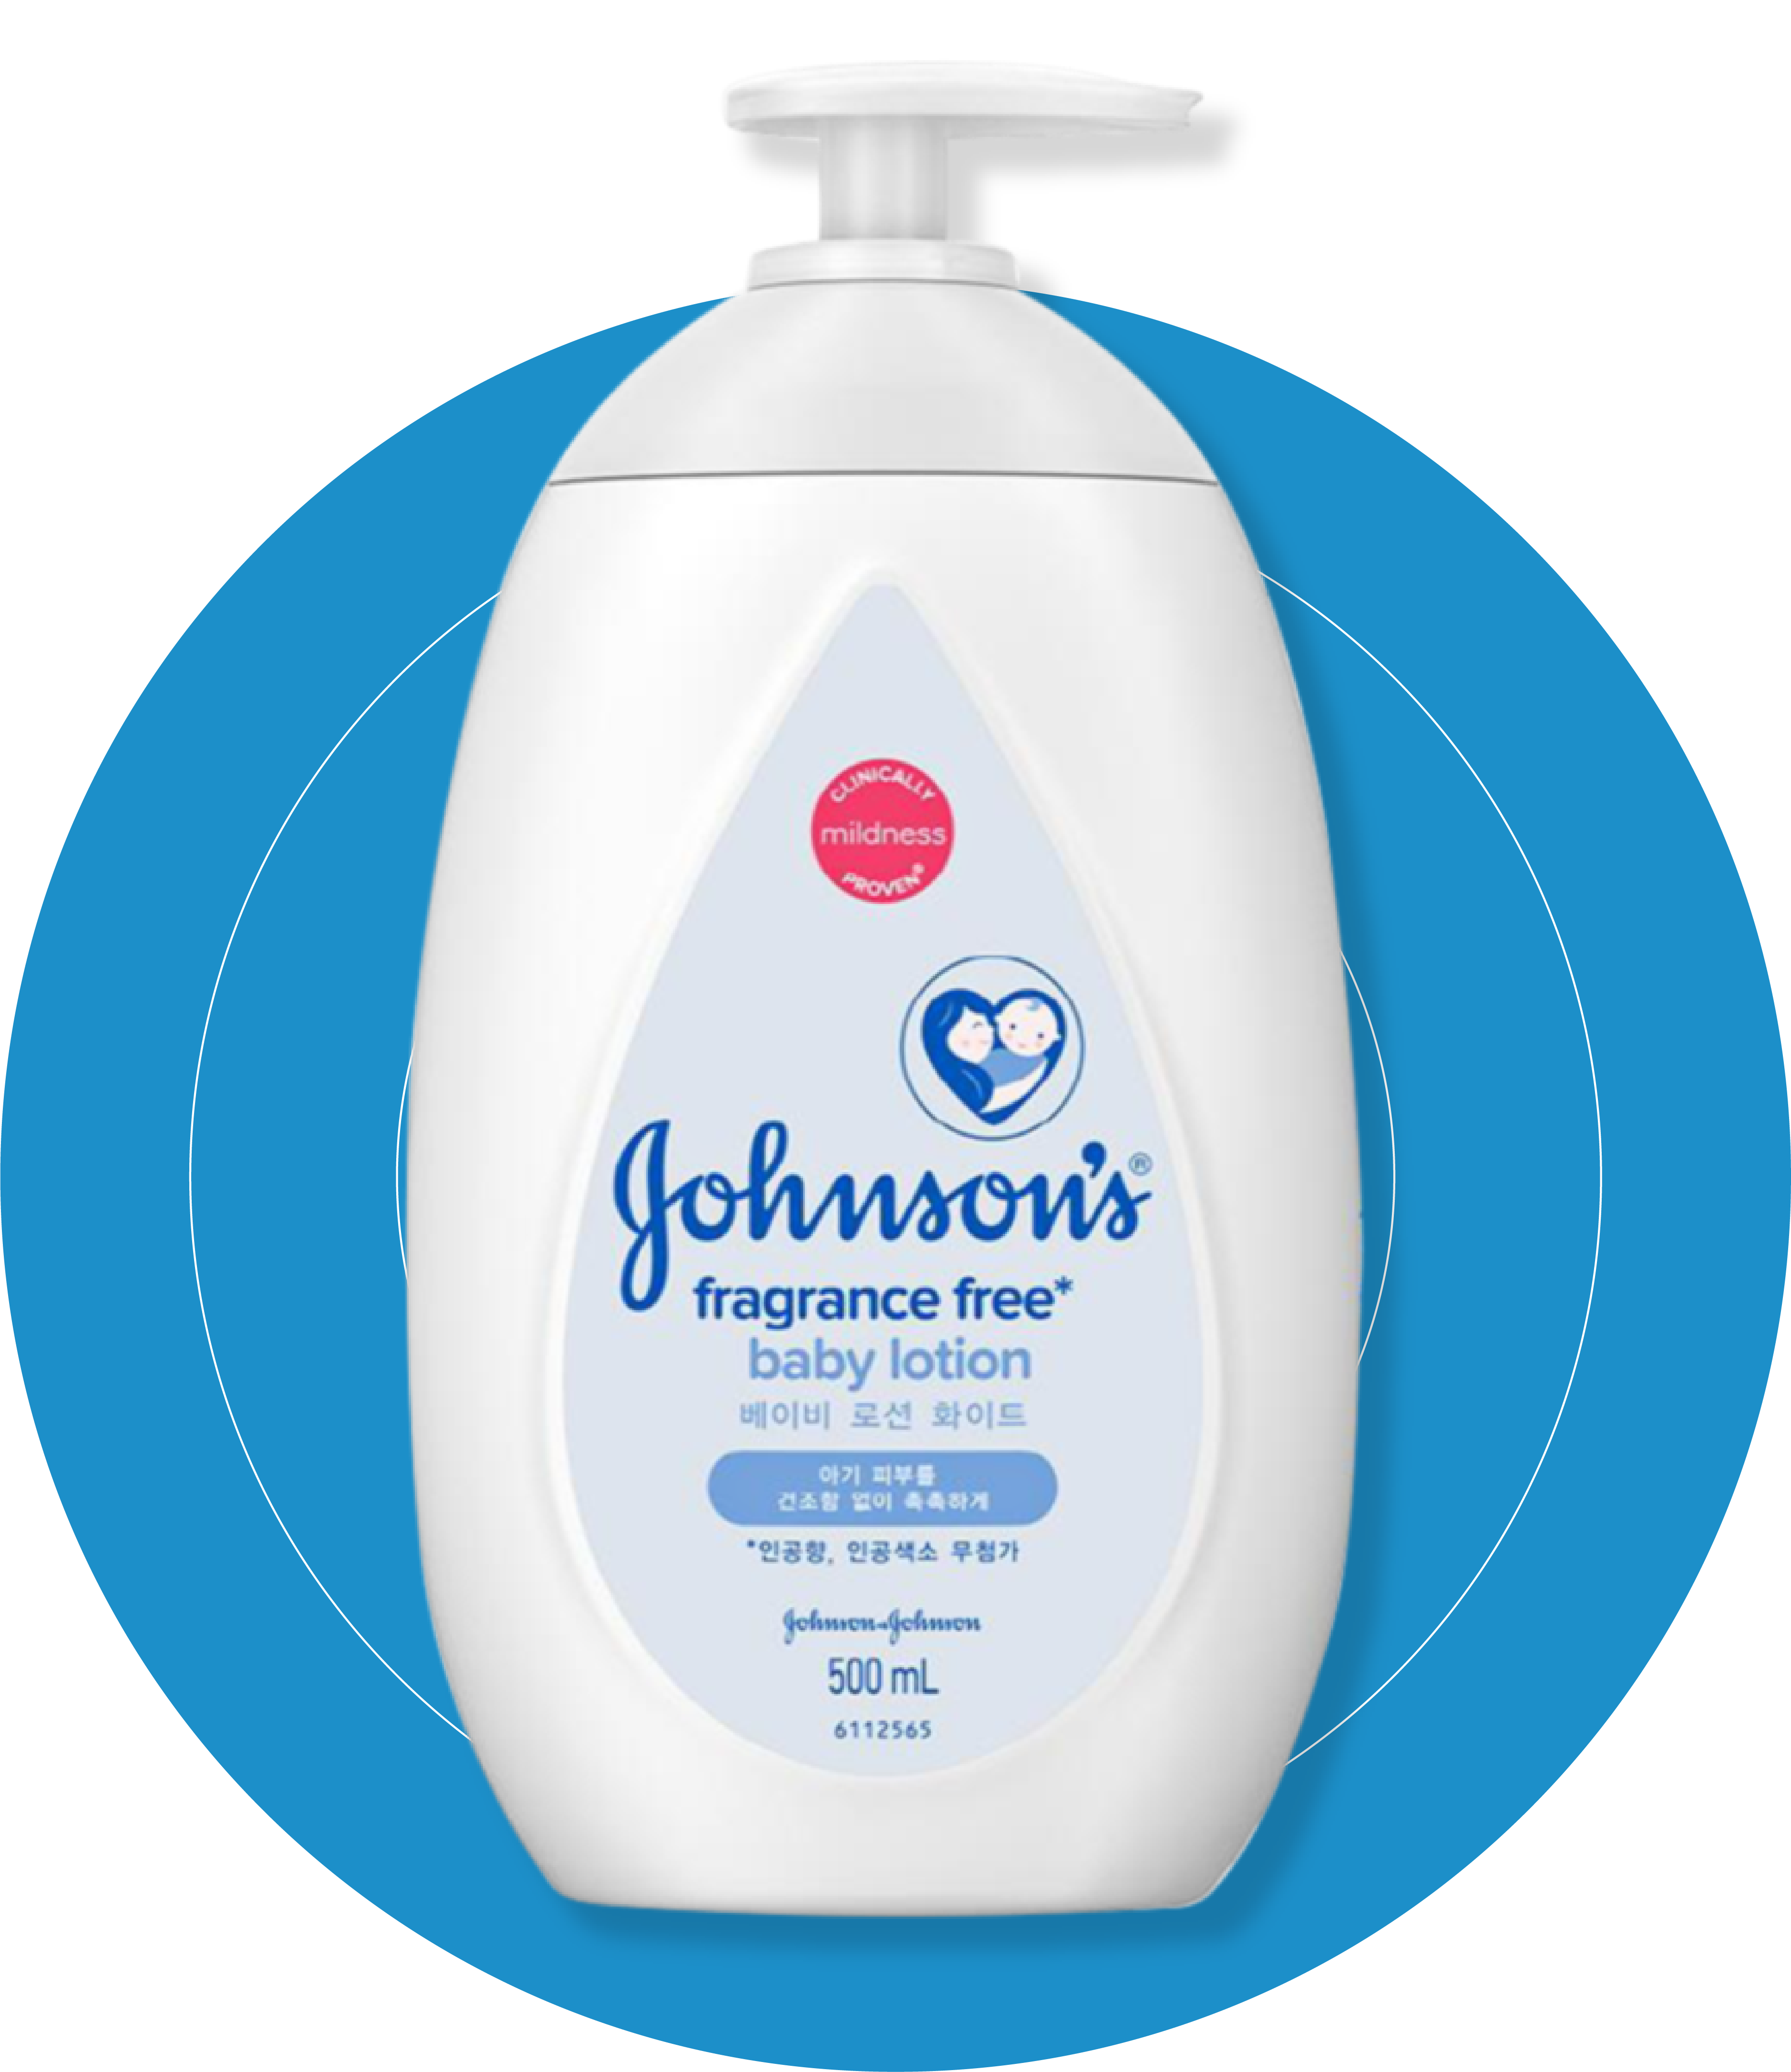 CLINICALLY
mildness
PROVEN®
Johnson's®
fragrance free*
baby lotion
베이비 로션 화이트
아기 피부를
건조함 없이 촉촉하게
*인공향, 인공색소 무첨가
Johnson+Johnson
500 mL
6112565